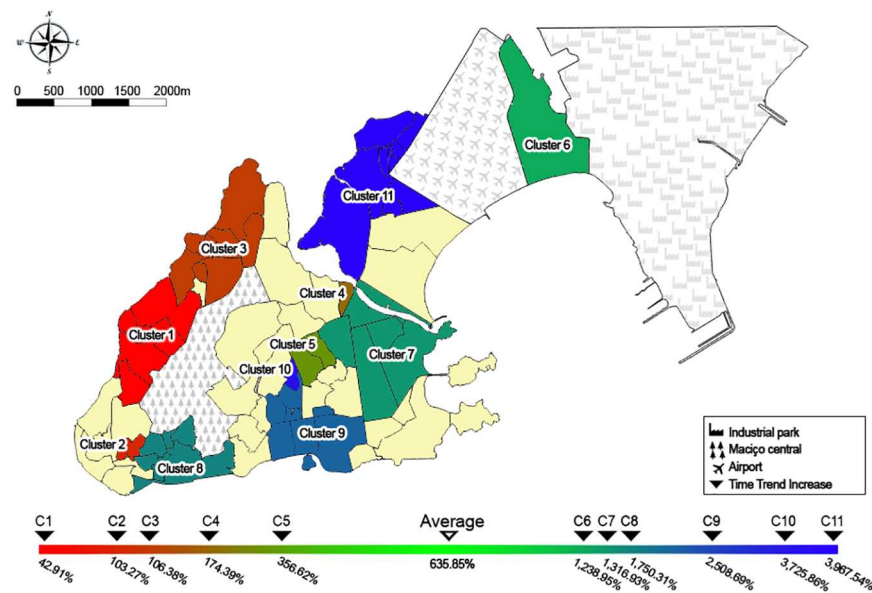 N
w
E
s
0 500 1000 1500 2000m
Cluster 6
Cluster 11
Cluster 3
Cluster 4
Cluster 1
Cluster 5
Cluster 7
Cluster 10
Cluster 9
Cluster 2
Cluster 8
Industrial park
Maciço central
Airport
Time Trend Increase
C1 C2 C3 C4 C5 Average C6 C7 C8 C9 C10 C11
42.91% 103.27% 106.38% 174.39% 356.62% 635.85% 1,238.95% 1,316.93% 1,750.31% 2,508.69% 3,725.86% 3,967.54%